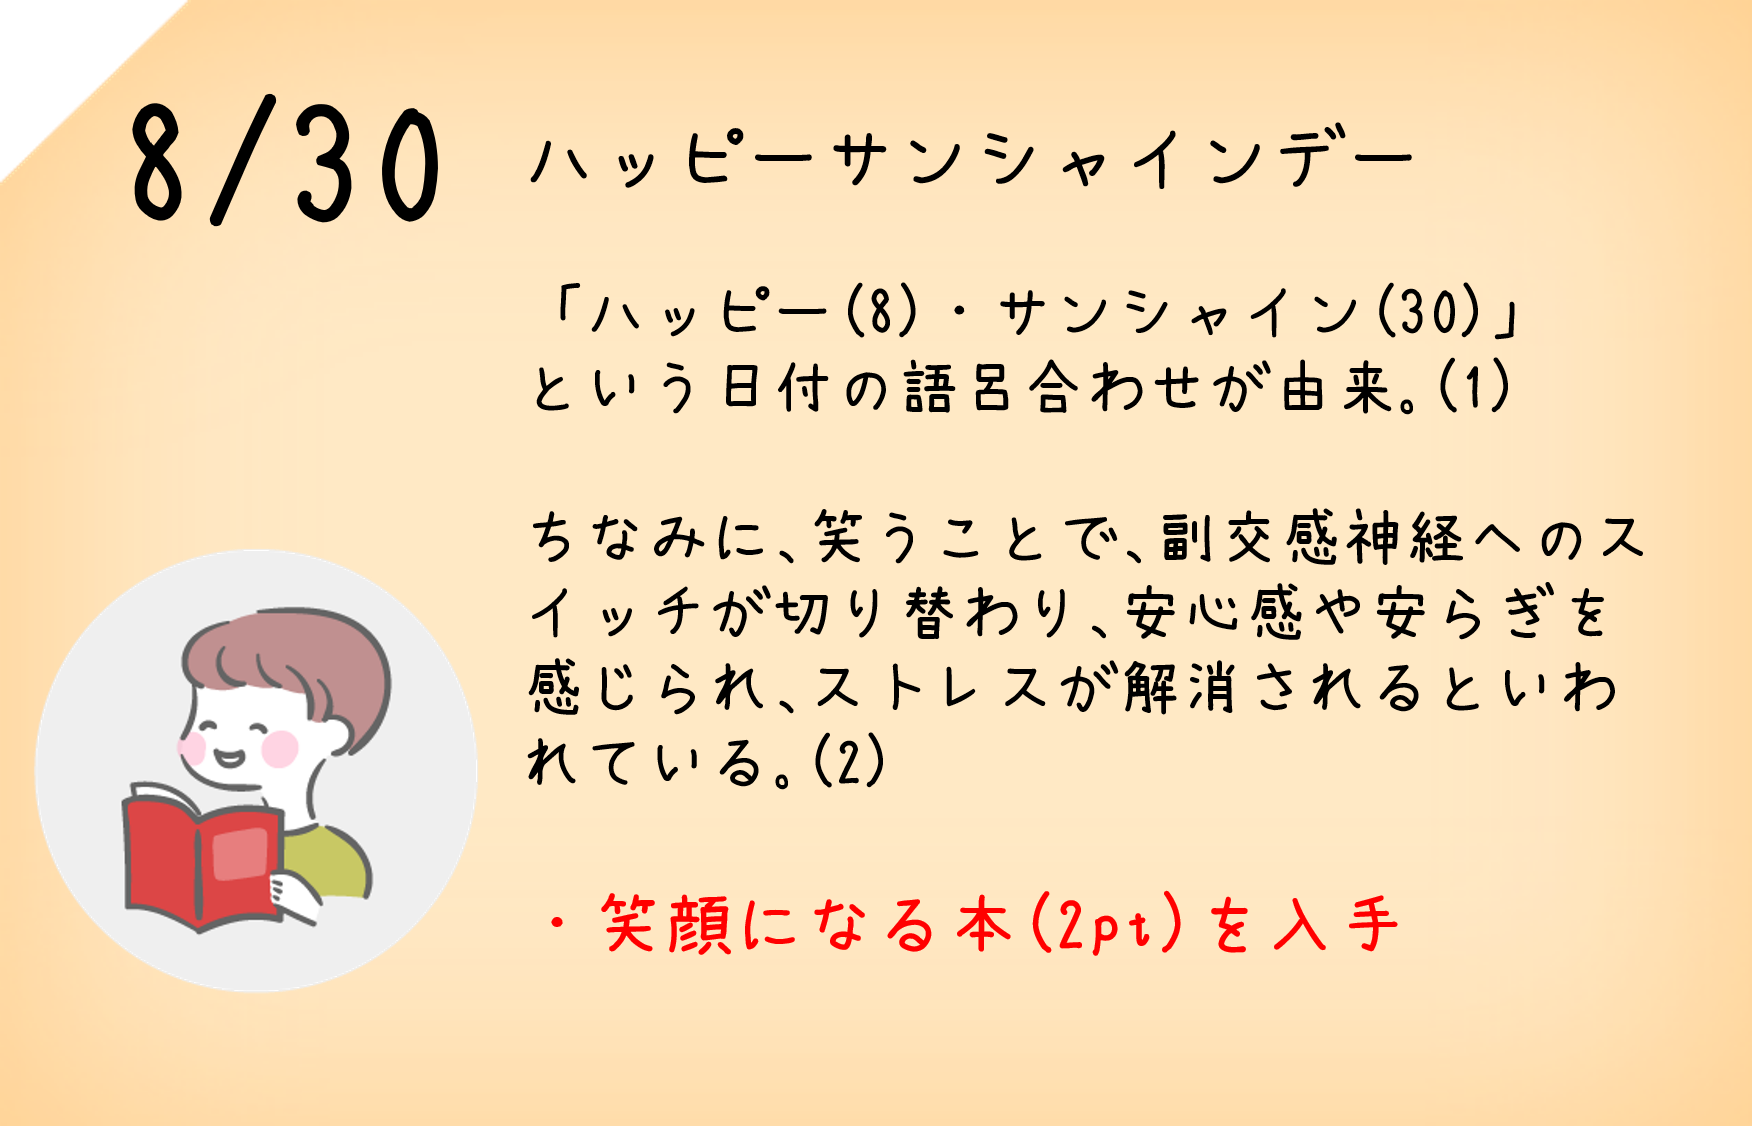 8/30 ハッピーサンシャインデー
「ハッピー(8)・サンシャイン(30)」
という日付の語呂合わせが由来。(1)
ちなみに、笑うことで、副交感神経へのス
イッチが切り替わり、安心感や安らぎを
感じられ、ストレスが解消されるといわ
れている。(2)
・笑顔になる本(2pt)を入手